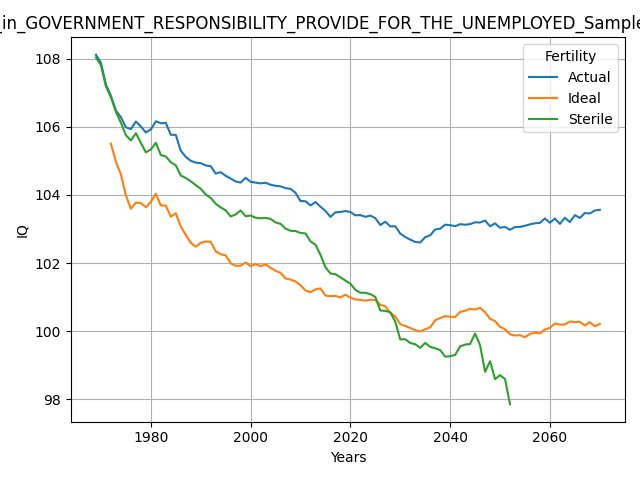 _in_GOVERNMENT_RESPONSIBILITY_PROVIDE_FOR_THE_UNEMPLOYED_Sample
Fertility
Actual
Ideal
Sterile
IQ
108
106
104
102
100
98
1980
2000
2020
2040
2060
Years